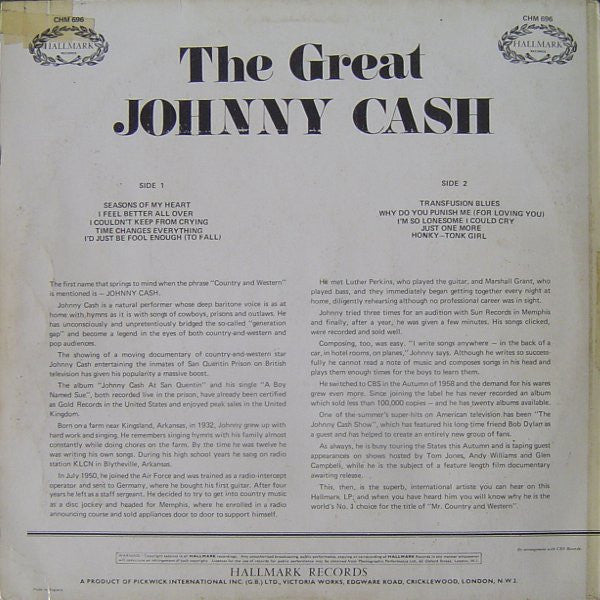 CHM 696
HALLMARK
RECORDS
CHM 696
HALLMARK
RECORDS
The Great
JOHNNY CASH
SIDE 1
SEASONS OF MY HEART
I FEEL BETTER ALL OVER
I COULDN'T KEEP FROM CRYING
TIME CHANGES EVERYTHING
I'D JUST BE FOOL ENOUGH (TO FALL)
SIDE 2
TRANSFUSION BLUES
WHY DO YOU PUNISH ME (FOR LOVING YOU)
I'M SO LONESOME I COULD CRY
JUST ONE MORE
HONKY-TONK GIRL
The first name that springs to mind when the phrase "Country and Western"
is mentioned is — JOHNNY CASH.
Johnny Cash is a natural performer whose deep baritone voice is as at
home with hymns as it is with songs of cowboys, prisons and outlaws. He
has unconsciously and unpretentiously bridged the so-called "generation
gap" and become a legend in the eyes of both country-and-western and
pop audiences.
The showing of a moving documentary of country-and-western star
Johnny Cash entertaining the inmates of San Quentin Prison on British
television has given his popularity a massive boost.
The album "Johnny Cash At San Quentin" and his single "A Boy
Named Sue", both recorded live in the prison, have already been certified
as Gold Records in the United States and enjoyed peak sales in the United
Kingdom.
Born on a farm near Kingsland, Arkansas, in 1932, Johnny grew up with
hard work and singing. He remembers singing hymns with his family almost
constantly while doing chores on the farm. By the time he was twelve he
was writing his own songs. During his high school years he sang on radio
station KLCN in Blytheville, Arkansas.
In July 1950, he joined the Air Force and was trained as a radio-intercept
operator and sent to Germany, where he bought his first guitar. After four
years he left as a staff sergeant. He decided to try to get into country music
as a disc jockey and headed for Memphis, where he enrolled in a radio
announcing course and sold appliances door to door to support himself.
He met Luther Perkins, who played the guitar, and Marshall Grant, who
played bass, and they immediately began getting together every night at
home, diligently rehearsing although no professional career was in sight.
Johnny tried three times for an audition with Sun Records in Memphis
and finally, after a year, he was given a few minutes. His songs clicked,
were recorded and sold well.
Composing, too, was easy. "I write songs anywhere — in the back of a
car, in hotel rooms, on planes," Johnny says. Although he writes so success-
fully he cannot read a note of music and composes songs in his head and
plays them enough times for the boys to learn them.
He switched to CBS in the Autumn of 1958 and the demand for his wares
grew even more. Since joining the label he has never recorded an album
which sold less than 100,000 copies — and he has twenty albums available.
One of the summer's super-hits on American television has been "The
Johnny Cash Show", which has featured his long time friend Bob Dylan as
a guest and has helped to create an entirely new group of fans.
As always, he is busy touring the States this Autumn and is taping guest
appearances on shows hosted by Tom Jones, Andy Williams and Glen
Campbell, while he is the subject of a feature length film documentary
awaiting release.
This, then, is the superb, international artiste you can hear on this
Hallmark LP; and when you have heard him you will know why he is the
world's No. 1 choice for the title of "Mr. Country and Western".
By arrangement with CBS Records.
HALLMARK RECORDS
A PRODUCT OF PICKWICK INTERNATIONAL INC (G.B.) LTD., VICTORIA WORKS, EDGWARE ROAD, CRICKLEWOOD, LONDON, N.W.2.
Made in England